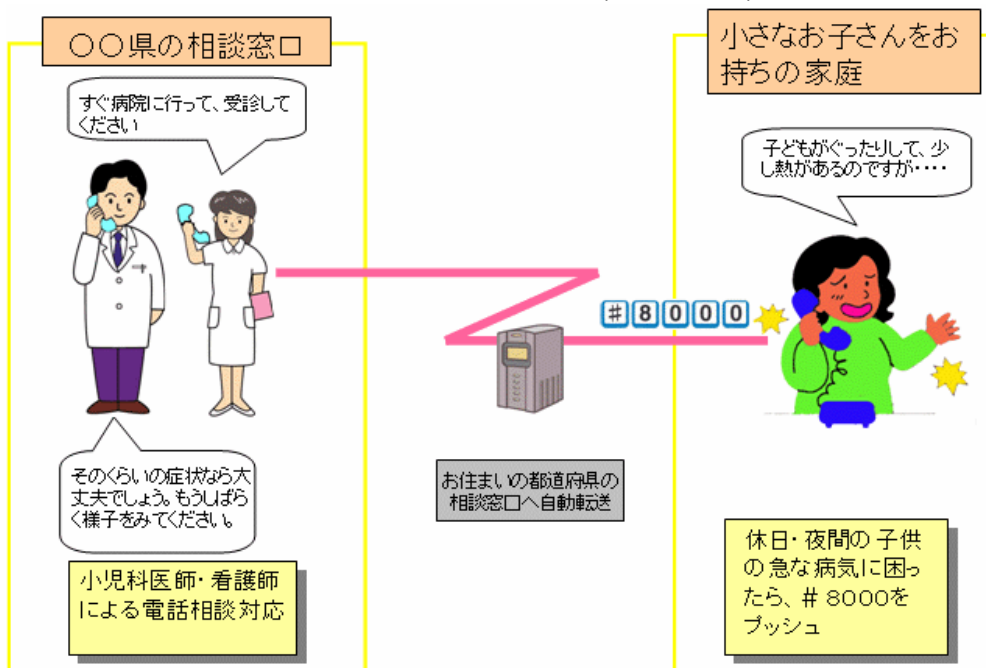 〇〇県の相談窓口
すぐ病院に行って、受診して
ください
そのくらいの症状なら大
丈夫でしょう。もうしばら
く様子をみてください。
小児科医師・看護師
による電話相談対応
お住まいの都道府県の
相談窓口へ自動転送
#8000
小さなお子さんをお
持ちの家庭
子どもがぐったりして、少
し熱があるのですが・・・・
休日・夜間の子供
の急な病気に困っ
たら、＃8000を
プッシュ